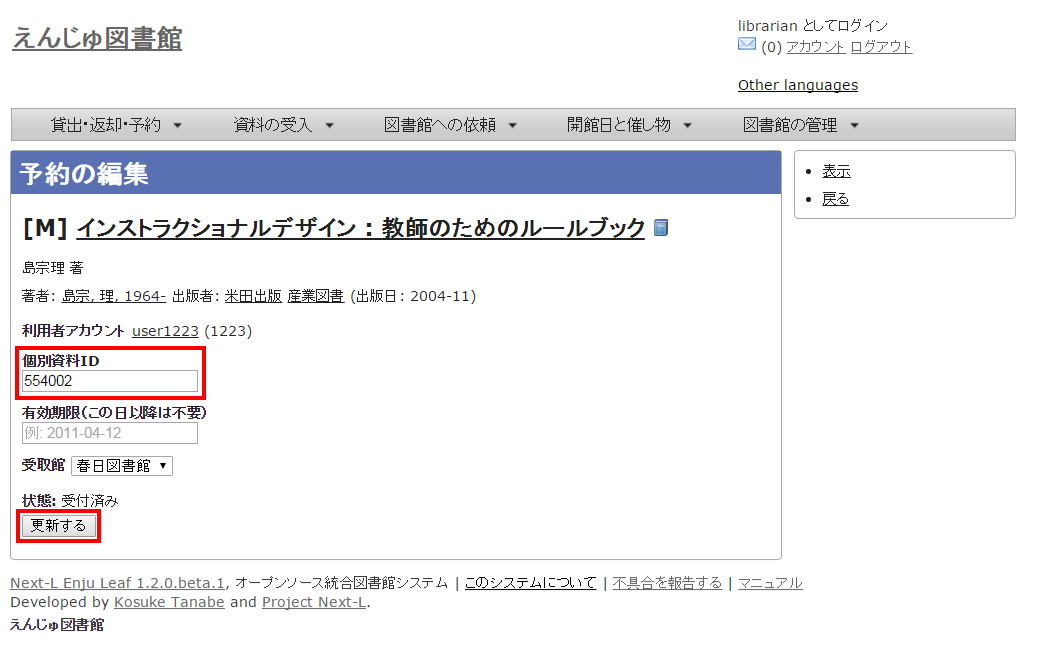 えんじゅ図書館
librarian としてログイン
(0) アカウント ログアウト
Other languages
貸出・返却・予約 ▼ 資料の受入 ▼ 図書館への依頼 ▼ 開館日と催し物 ▼ 図書館の管理 ▼
予約の編集
• 表示
• 戻る
[M] インストラクショナルデザイン : 教師のためのルールブック
島宗理 著
著者: 島宗, 理, 1964- 出版者: 米田出版 産業図書 (出版日: 2004-11)
利用者アカウント user1223 (1223)
個別資料ID
554002
有効期限(この日以降は不要)
例: 2011-04-12
受取館 春日図書館 ▼
状態: 受付済み
更新する
Next-L Enju Leaf 1.2.0.beta.1, オープンソース統合図書館システム | このシステムについて | 不具合を報告する | マニュアル
Developed by Kosuke Tanabe and Project Next-L.
えんじゅ図書館